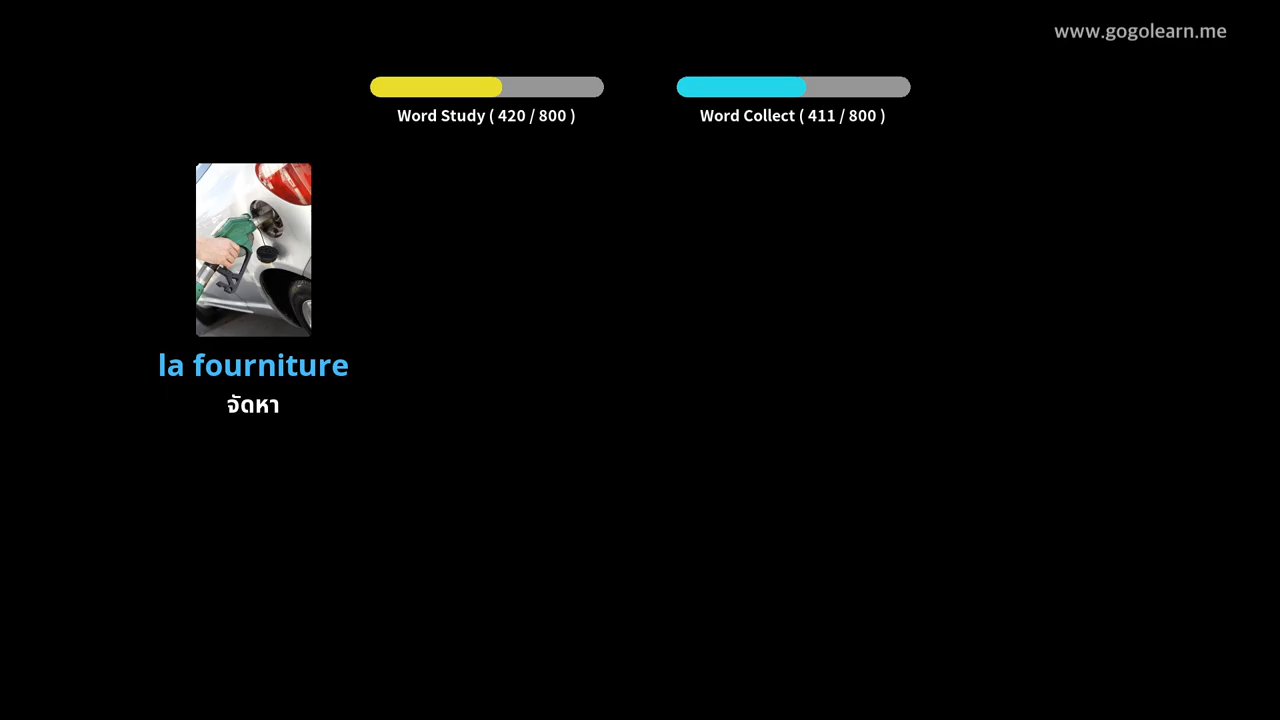 www.gogolearn.me
Word Study ( 420 / 800 )
Word Collect ( 411 / 800 )
la fourniture
จัดหา